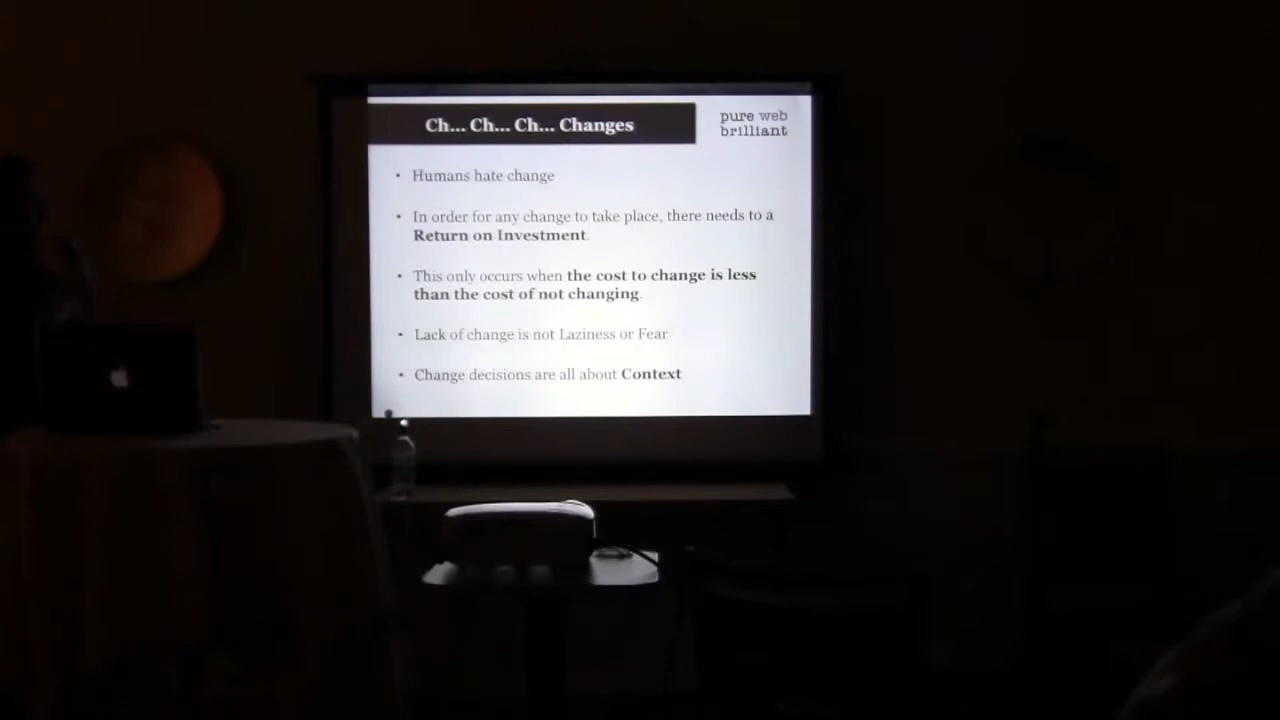 Ch... Ch... Ch... Changes
pure web
brilliant
• Humans hate change
• In order for any change to take place, there needs to a
Return on Investment.
• This only occurs when the cost to change is less
than the cost of not changing.
• Lack of change is not Laziness or Fear
• Change decisions are all about Context